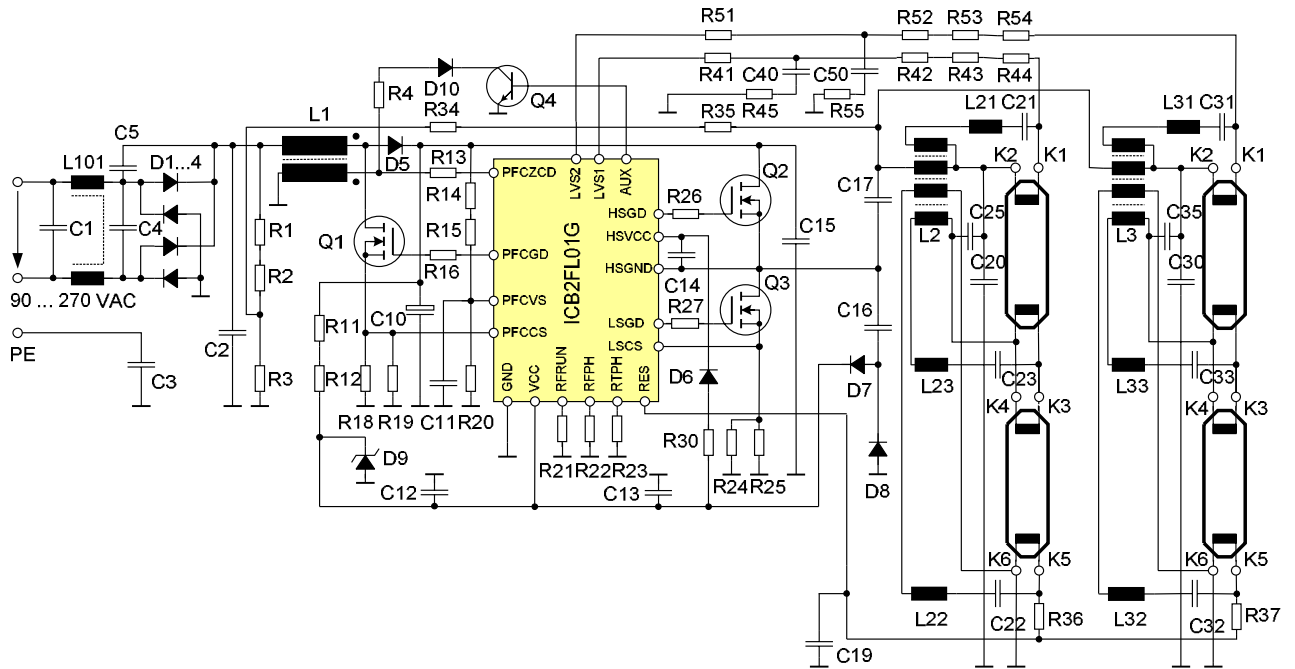 R51
R52
R53
R54
R41
C40
C50
R42
R43
R44
D10
Q4
R4
R45
R55
R34
R35
L21
C21
L31
C31
C5
L1
L101
D1...4
D5
R13
K2
K1
K2
K1
PFCZCD
LVS2
LVS1
AUX
Q2
R14
C17
R26
HSGD
C1
C4
R1
Q1
R15
HSVCC
C15
L2
C25
L3
C35
R2
R16
PFCGD
ICB2FL01G
HSGND
C14
C20
C30
90 ... 270 VAC
Q3
PFCVS
R27
LSGD
C16
C10
R11
PE
C2
PFCCS
LSCS
C3
R3
R12
GND
VCC
RFRUN
RFPH
RTPH
RES
D6
D7
L23
C23
L33
C33
K4
K3
K4
K3
R18
R19
C11
R20
R30
D9
R21
R22
R23
R24
R25
D8
C12
C13
K6
K5
K6
K5
L22
C22
R36
L32
C32
R37
C19